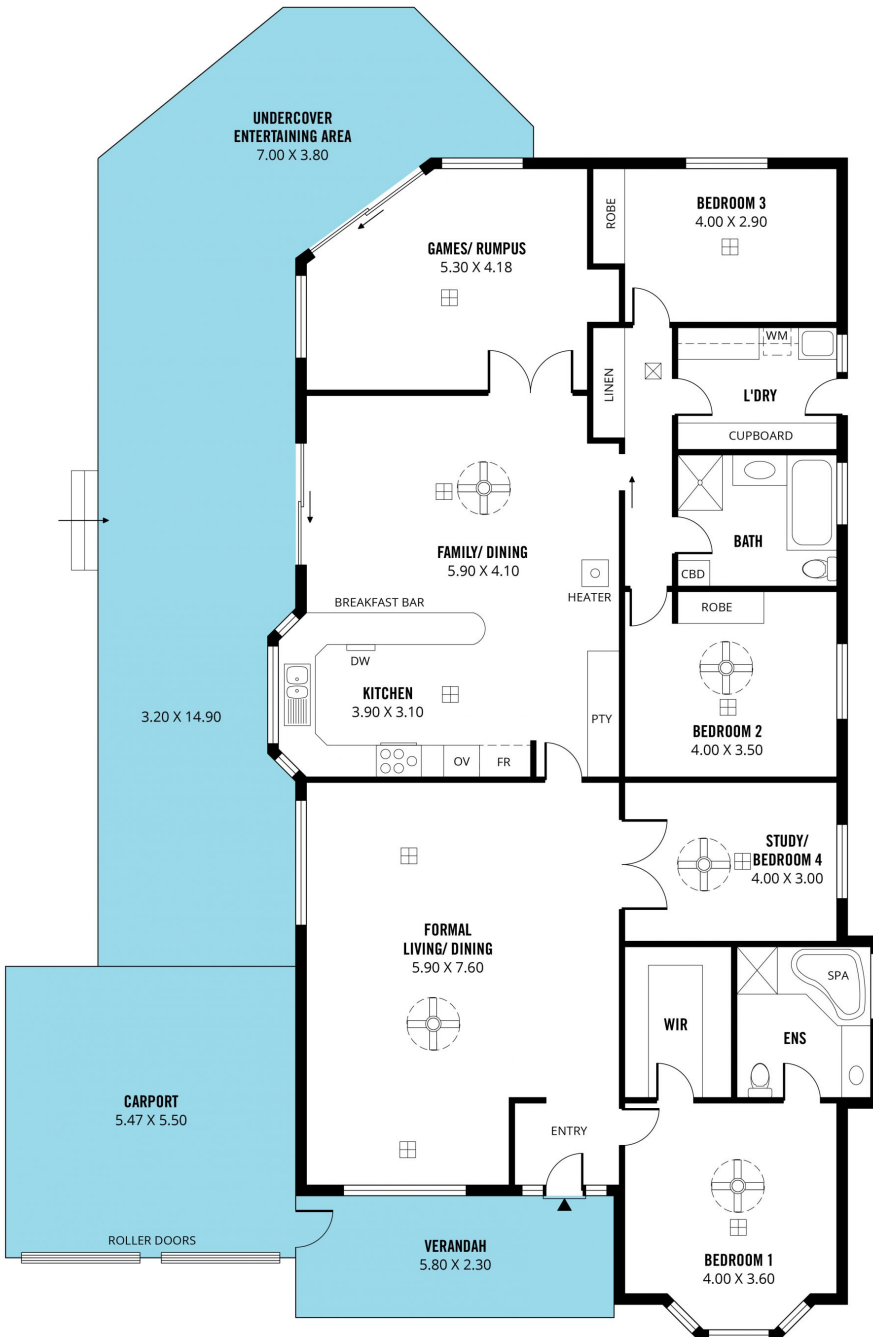 UNDERCOVER
ENTERTAINING AREA
7.00 X 3.80
GAMES/ RUMPUS
5.30 X 4.18
ROBE
BEDROOM 3
4.00 X 2.90
LINEN
WM
L'DRY
CUPBOARD
FAMILY/ DINING
5.90 X 4.10
HEATER
BATH
CBD
BREAKFAST BAR
DW
KITCHEN
3.90 X 3.10
PTY
OV
FR
ROBE
BEDROOM 2
4.00 X 3.50
3.20 X 14.90
STUDY/
BEDROOM 4
4.00 X 3.00
FORMAL
LIVING/ DINING
5.90 X 7.60
WIR
SPA
ENS
CARPORT
5.47 X 5.50
ENTRY
ROLLER DOORS
VERANDAH
5.80 X 2.30
BEDROOM 1
4.00 X 3.60